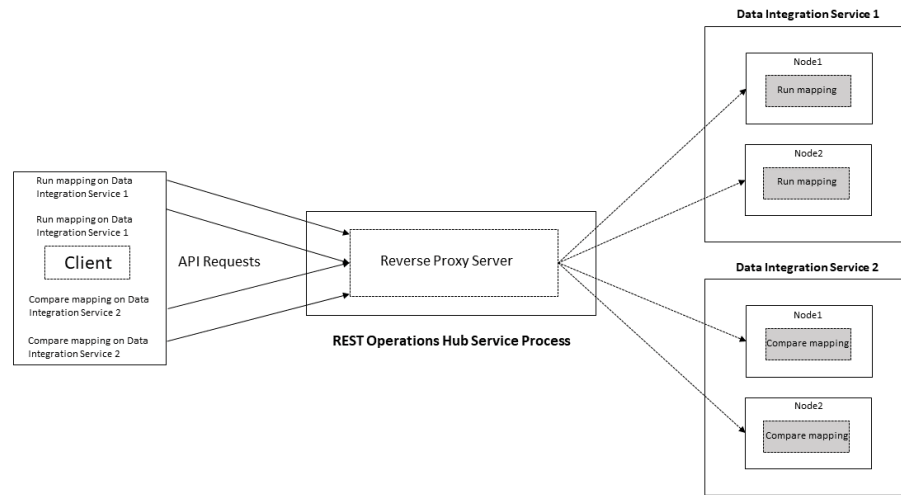 Data Integration Service 1
Node1
Run mapping
Node2
Run mapping
Run mapping on Data
Integration Service 1
Run mapping on Data
Integration Service 1
Client
Compare mapping on Data
Integration Service 2
Compare mapping on Data
Integration Service 2
API Requests
Reverse Proxy Server
REST Operations Hub Service Process
Data Integration Service 2
Node1
Compare mapping
Node2
Compare mapping